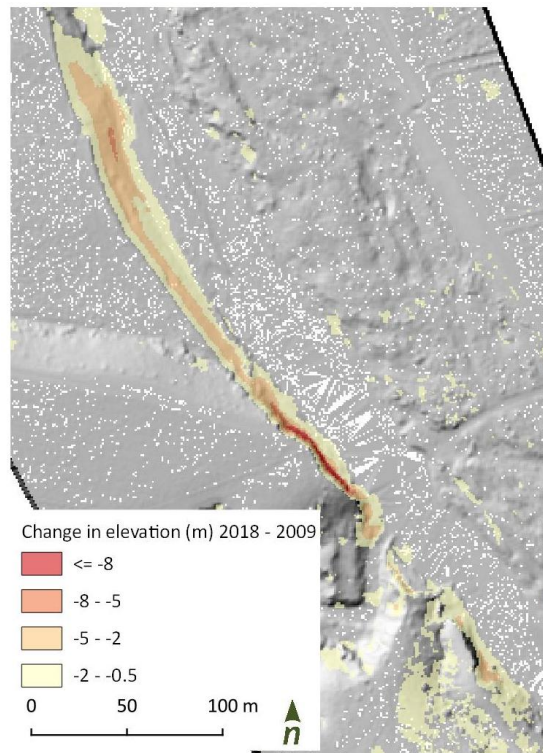 Change in elevation (m) 2018 - 2009
<= -8
-8 - -5
-5 - -2
-2 - -0.5
0 50 100 m
n